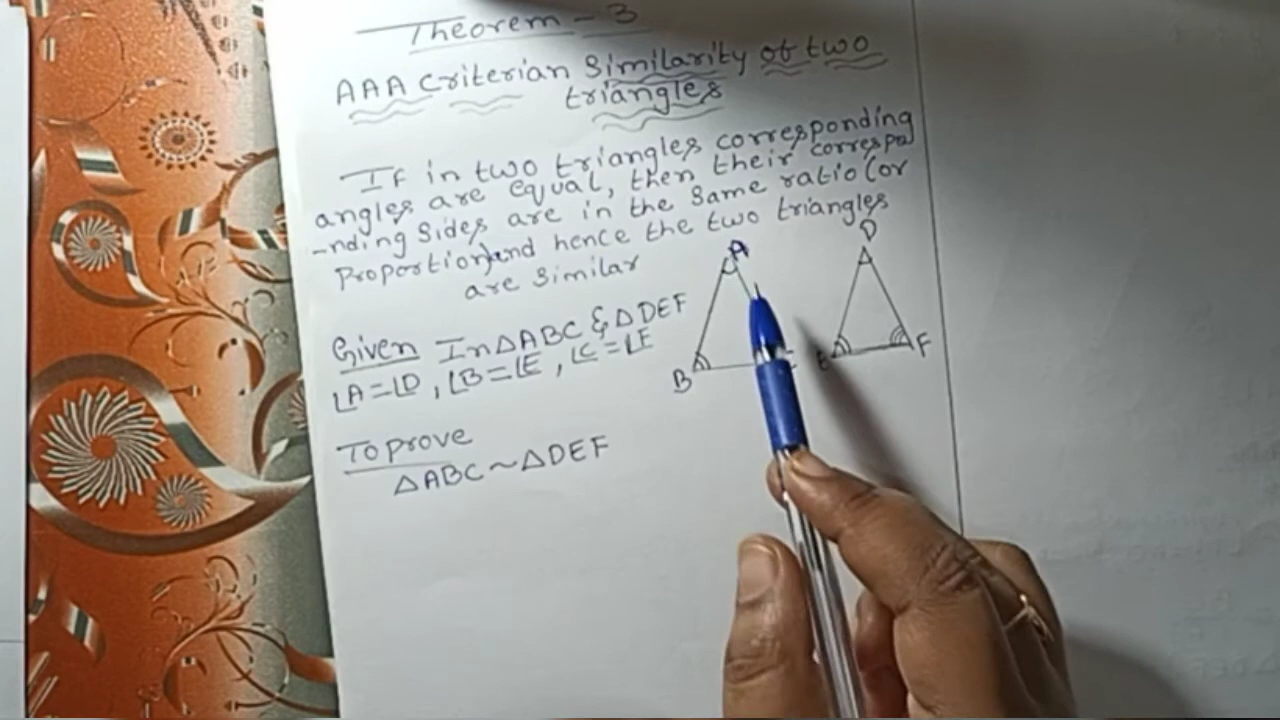 Theorem - 3
AAA Criterian Similarity of two
triangles
If in two triangles corresponding
angles are equal, then their correspo
-nding sides are in the same ratio (or
proportion) and hence the two triangles
are similar
Given In △ABC & △DEF
∠A=∠D, ∠B=∠E, ∠C=∠F
To prove
△ABC ~ △DEF
A
B
D
E
F